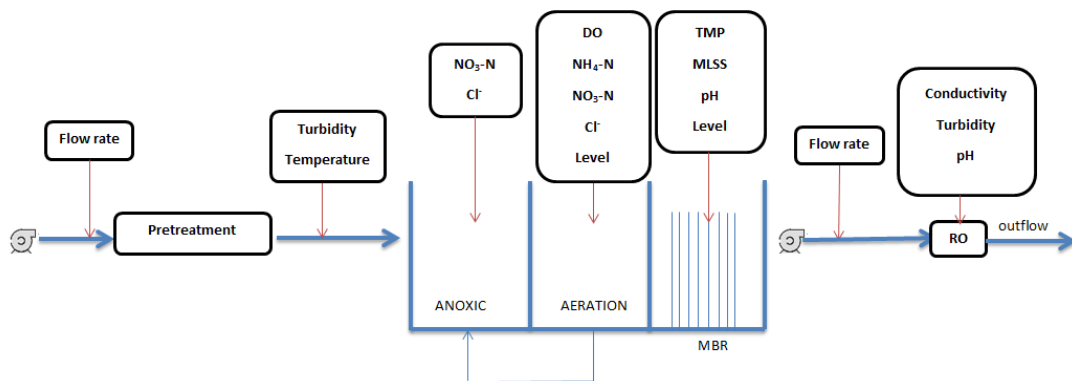 Flow rate
Pretreatment
Turbidity
Temperature
NO₃-N
Cl⁻
DO
NH₄-N
NO₃-N
Cl⁻
Level
TMP
MLSS
pH
Level
ANOXIC
AERATION
MBR
Flow rate
Conductivity
Turbidity
pH
RO
outflow